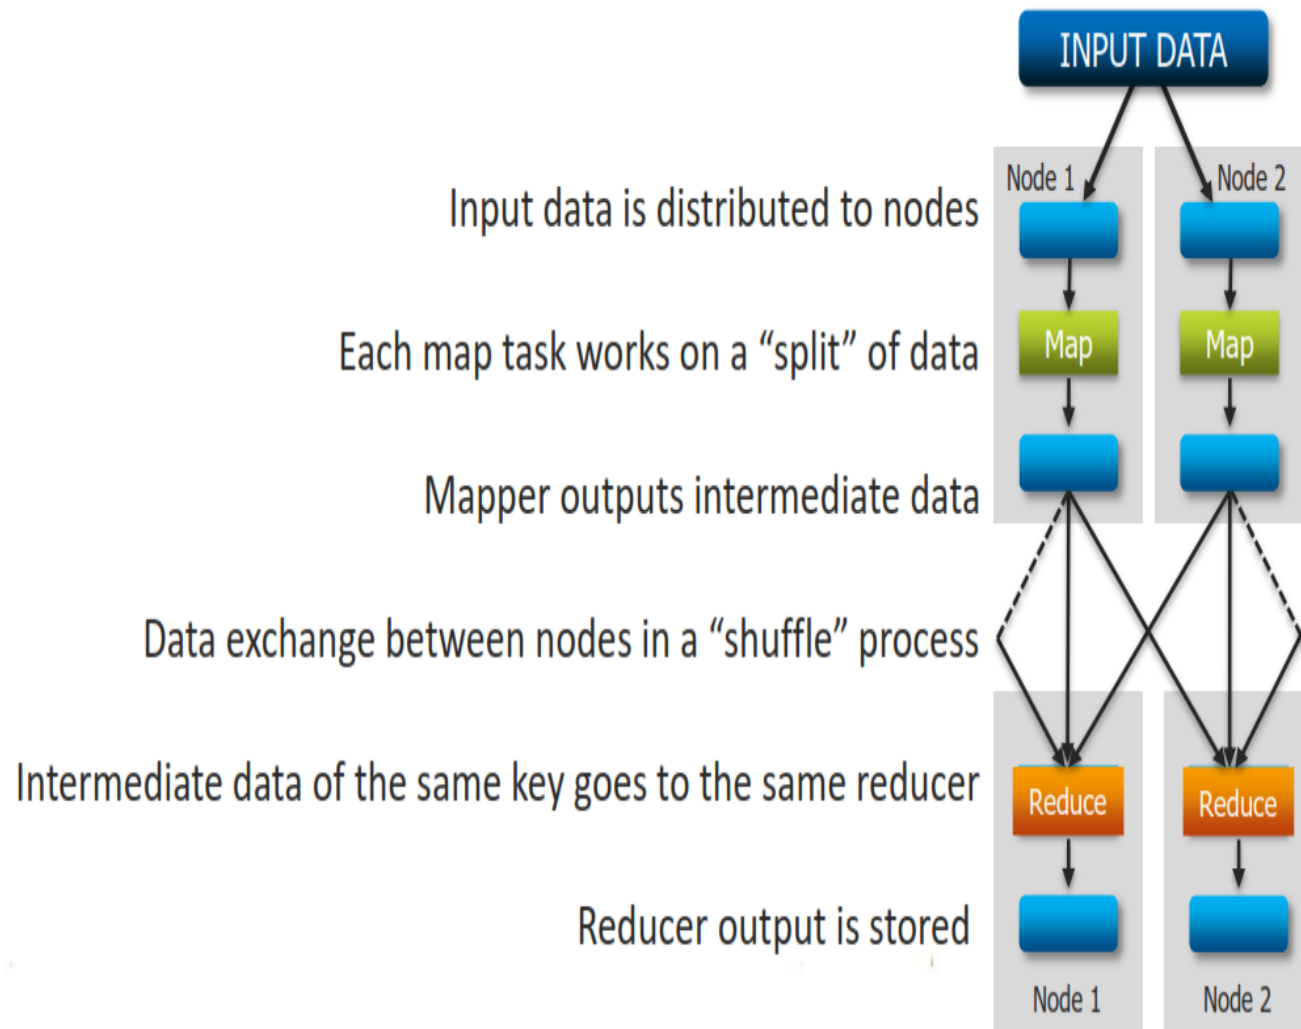 INPUT DATA
Node 1
Node 2
Input data is distributed to nodes
Each map task works on a “split” of data
Map
Map
Mapper outputs intermediate data
Data exchange between nodes in a “shuffle” process
Intermediate data of the same key goes to the same reducer
Reduce
Reduce
Reducer output is stored
Node 1
Node 2